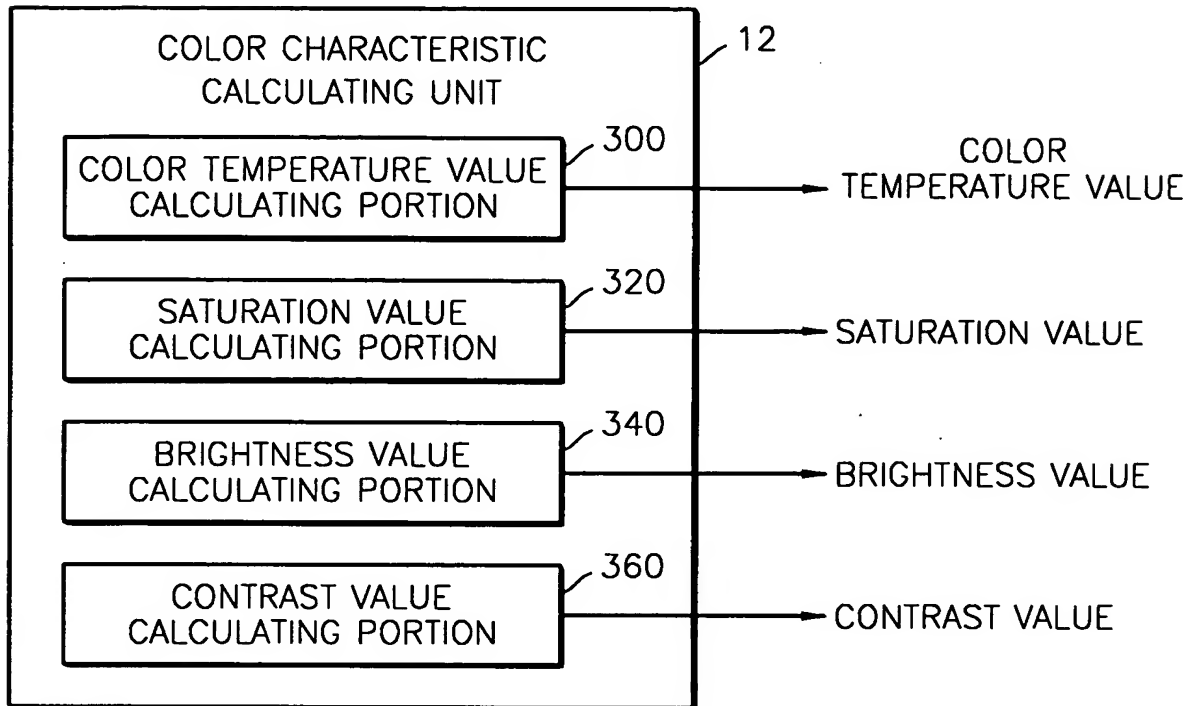 COLOR CHARACTERISTIC
CALCULATING UNIT
12
300
COLOR TEMPERATURE VALUE
CALCULATING PORTION
COLOR
TEMPERATURE VALUE
320
SATURATION VALUE
CALCULATING PORTION
SATURATION VALUE
340
BRIGHTNESS VALUE
CALCULATING PORTION
BRIGHTNESS VALUE
360
CONTRAST VALUE
CALCULATING PORTION
CONTRAST VALUE